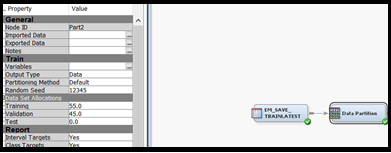 Property Value
General
Node ID Part2
Imported Data ...
Exported Data ...
Notes ...
Train
Variables ...
Output Type Data
Partitioning Method Default
Random Seed 12345
Data Set Allocations
Training 55.0
Validation 45.0
Test 0.0
Report
Interval Targets Yes
Class Targets Yes
EM_SAVE_
TRAINLATEST
Data Partition